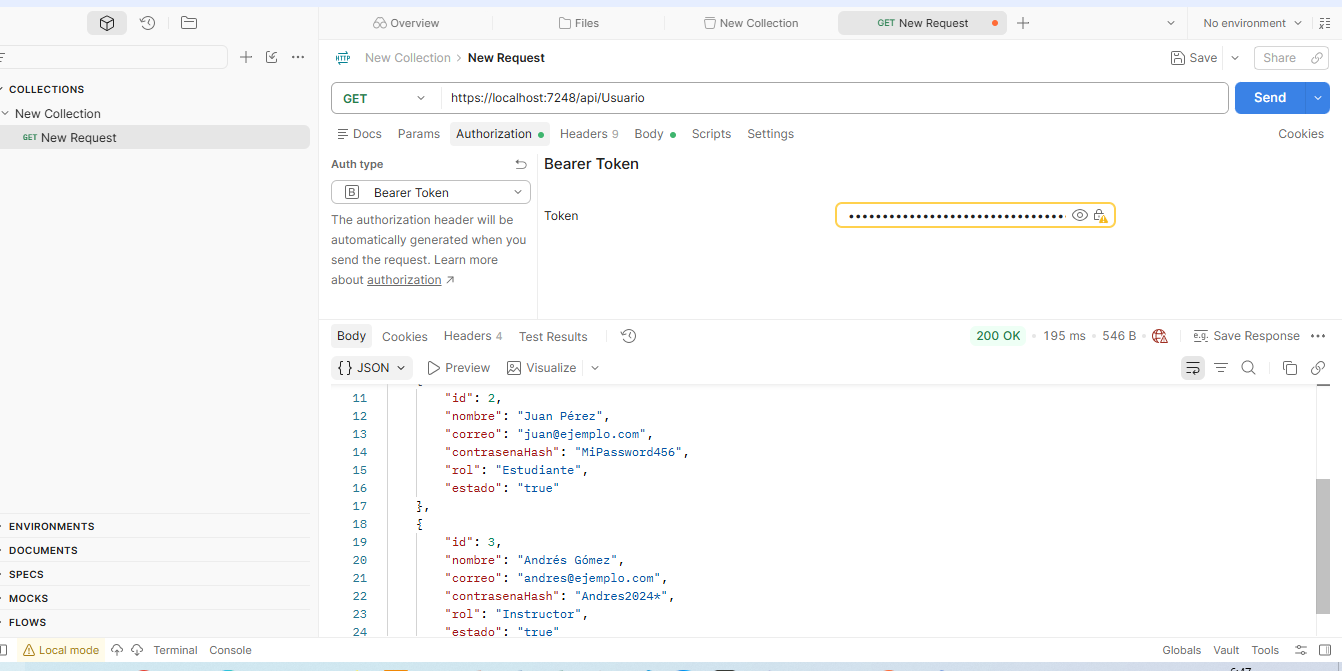 Overview
Files
New Collection
GET New Request
No environment
New Collection > New Request
Save
Share
COLLECTIONS
New Collection
GET New Request
HTTP
GET
https://localhost:7248/api/Usuario
Send
Docs
Params
Authorization
Headers 9
Body
Scripts
Settings
Cookies
Auth type
B Bearer Token
The authorization header will be
automatically generated when you
send the request. Learn more
about authorization ↗
Bearer Token
Token
••••••••••••••••••••••••••••••••
Body
Cookies
Headers 4
Test Results
200 OK
195 ms
546 B
e.g. Save Response
{} JSON
Preview
Visualize
11 "id": 2,
12 "nombre": "Juan Pérez",
13 "correo": "juan@ejemplo.com",
14 "contrasenaHash": "MiPassword456",
15 "rol": "Estudiante",
16 "estado": "true"
17 },
18 {
19 "id": 3,
20 "nombre": "Andrés Gómez",
21 "correo": "andres@ejemplo.com",
22 "contrasenaHash": "Andres2024*",
23 "rol": "Instructor",
24 "estado": "true"
ENVIRONMENTS
DOCUMENTS
SPECS
MOCKS
FLOWS
Local mode
Terminal
Console
Globals
Vault
Tools